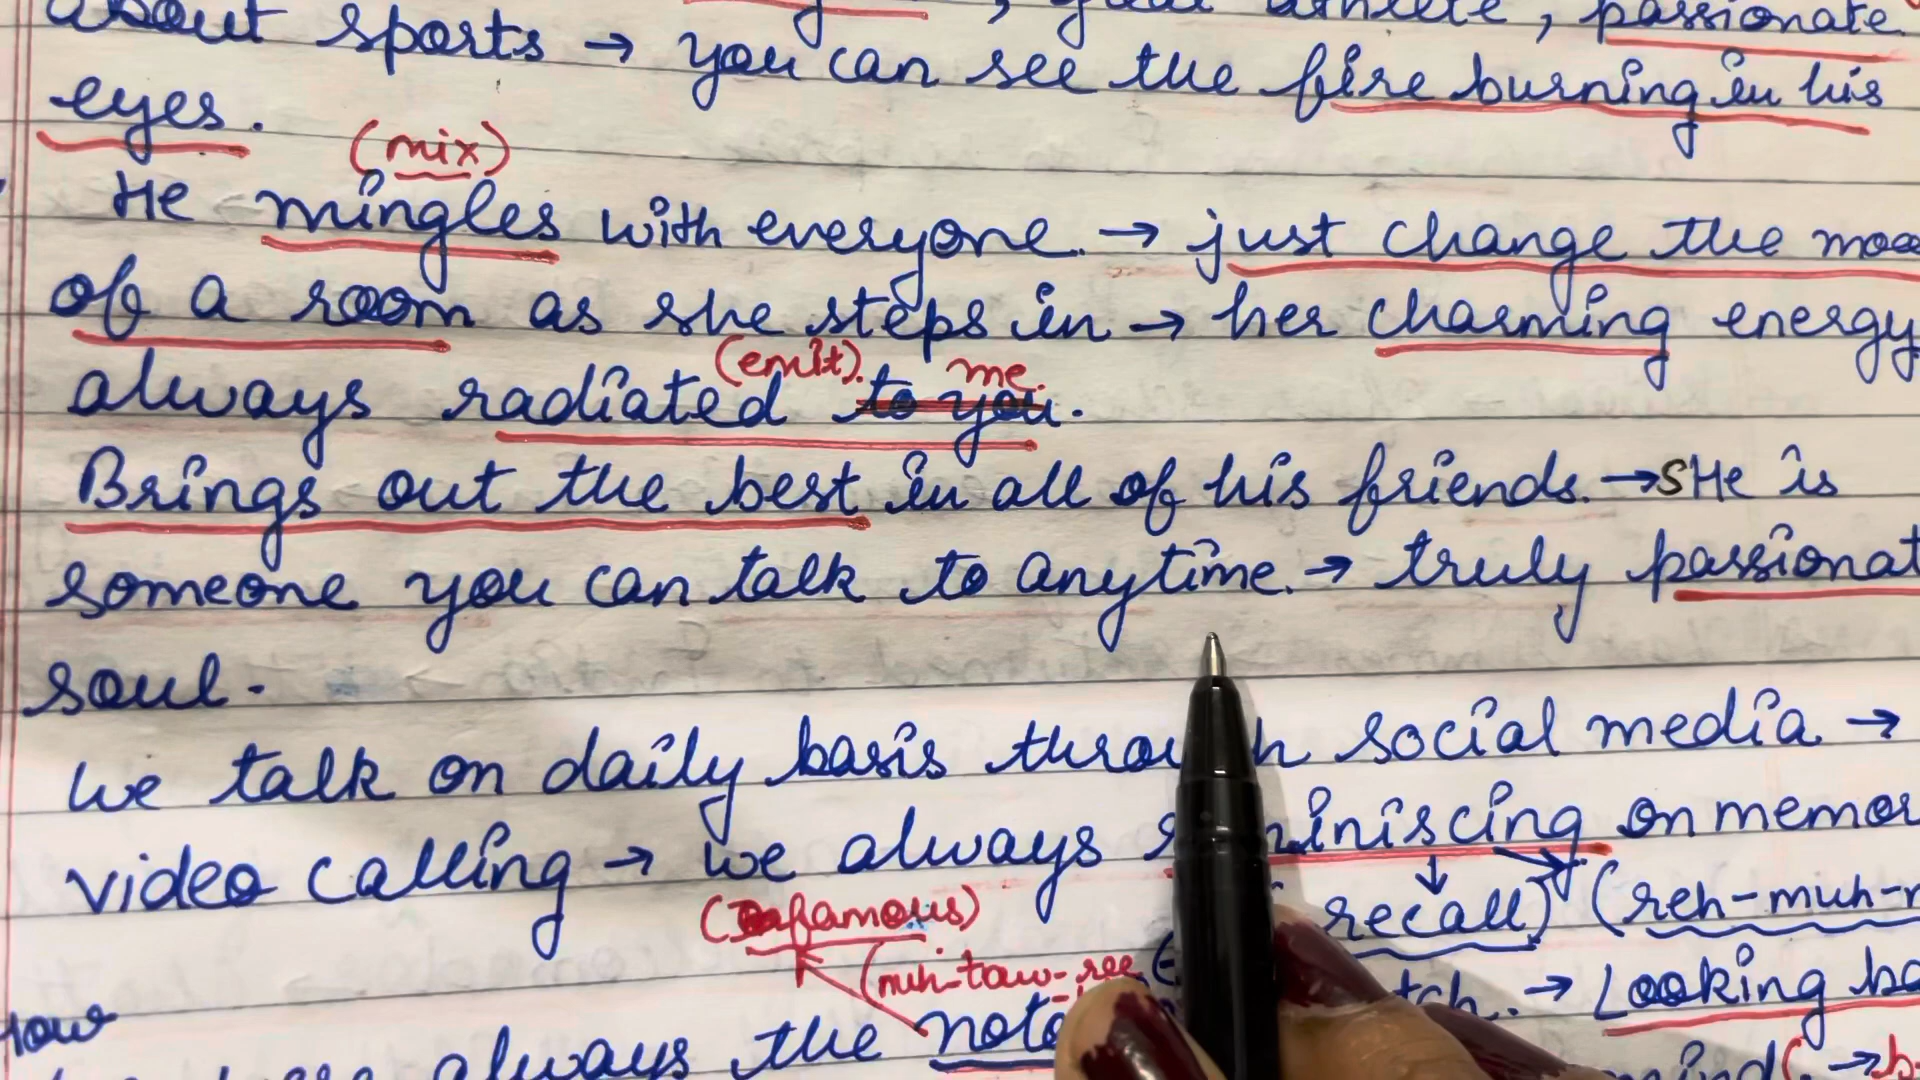 about sports → you can see the fire burning in his
eyes.
(mix)
He mingles with everyone. → just change the
of a room as she steps in → her charming energy
(emit). me.
always radiated to you.
Brings out the best in all of his friends. → SHe is
someone you can talk to anytime. → truly passionat
soul.
we talk on daily basis through social media →
video calling → we always on memor
recall) (reh-muh-n
(Infamous)
(nuh-taw-ree
→ Looking ba
always the